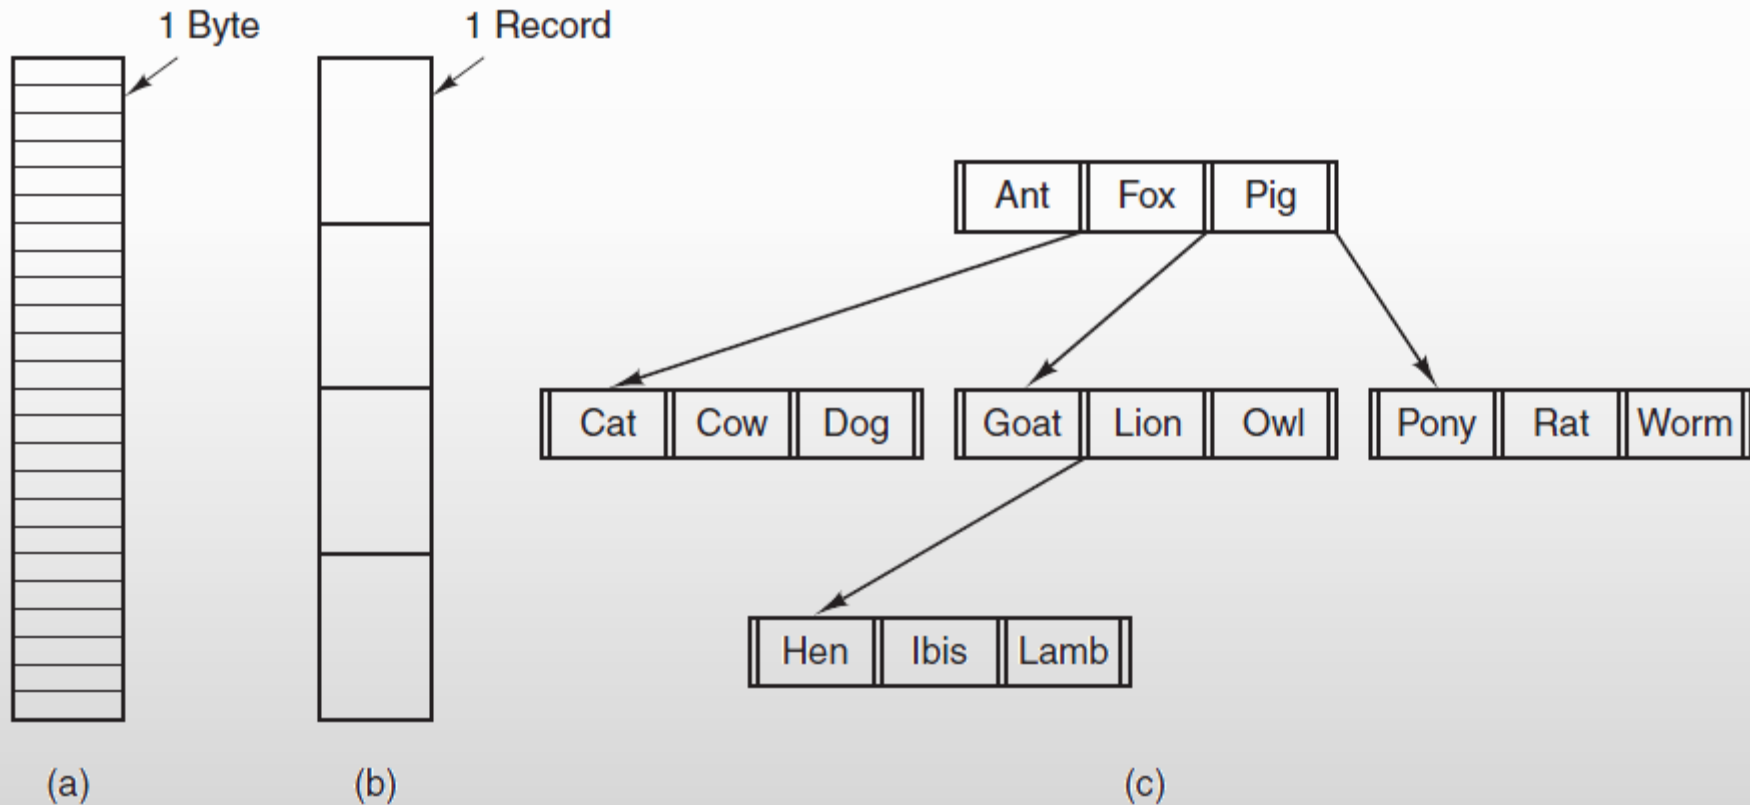 1 Byte
1 Record
Ant Fox Pig
Cat Cow Dog
Goat Lion Owl
Pony Rat Worm
Hen Ibis Lamb
(a)
(b)
(c)